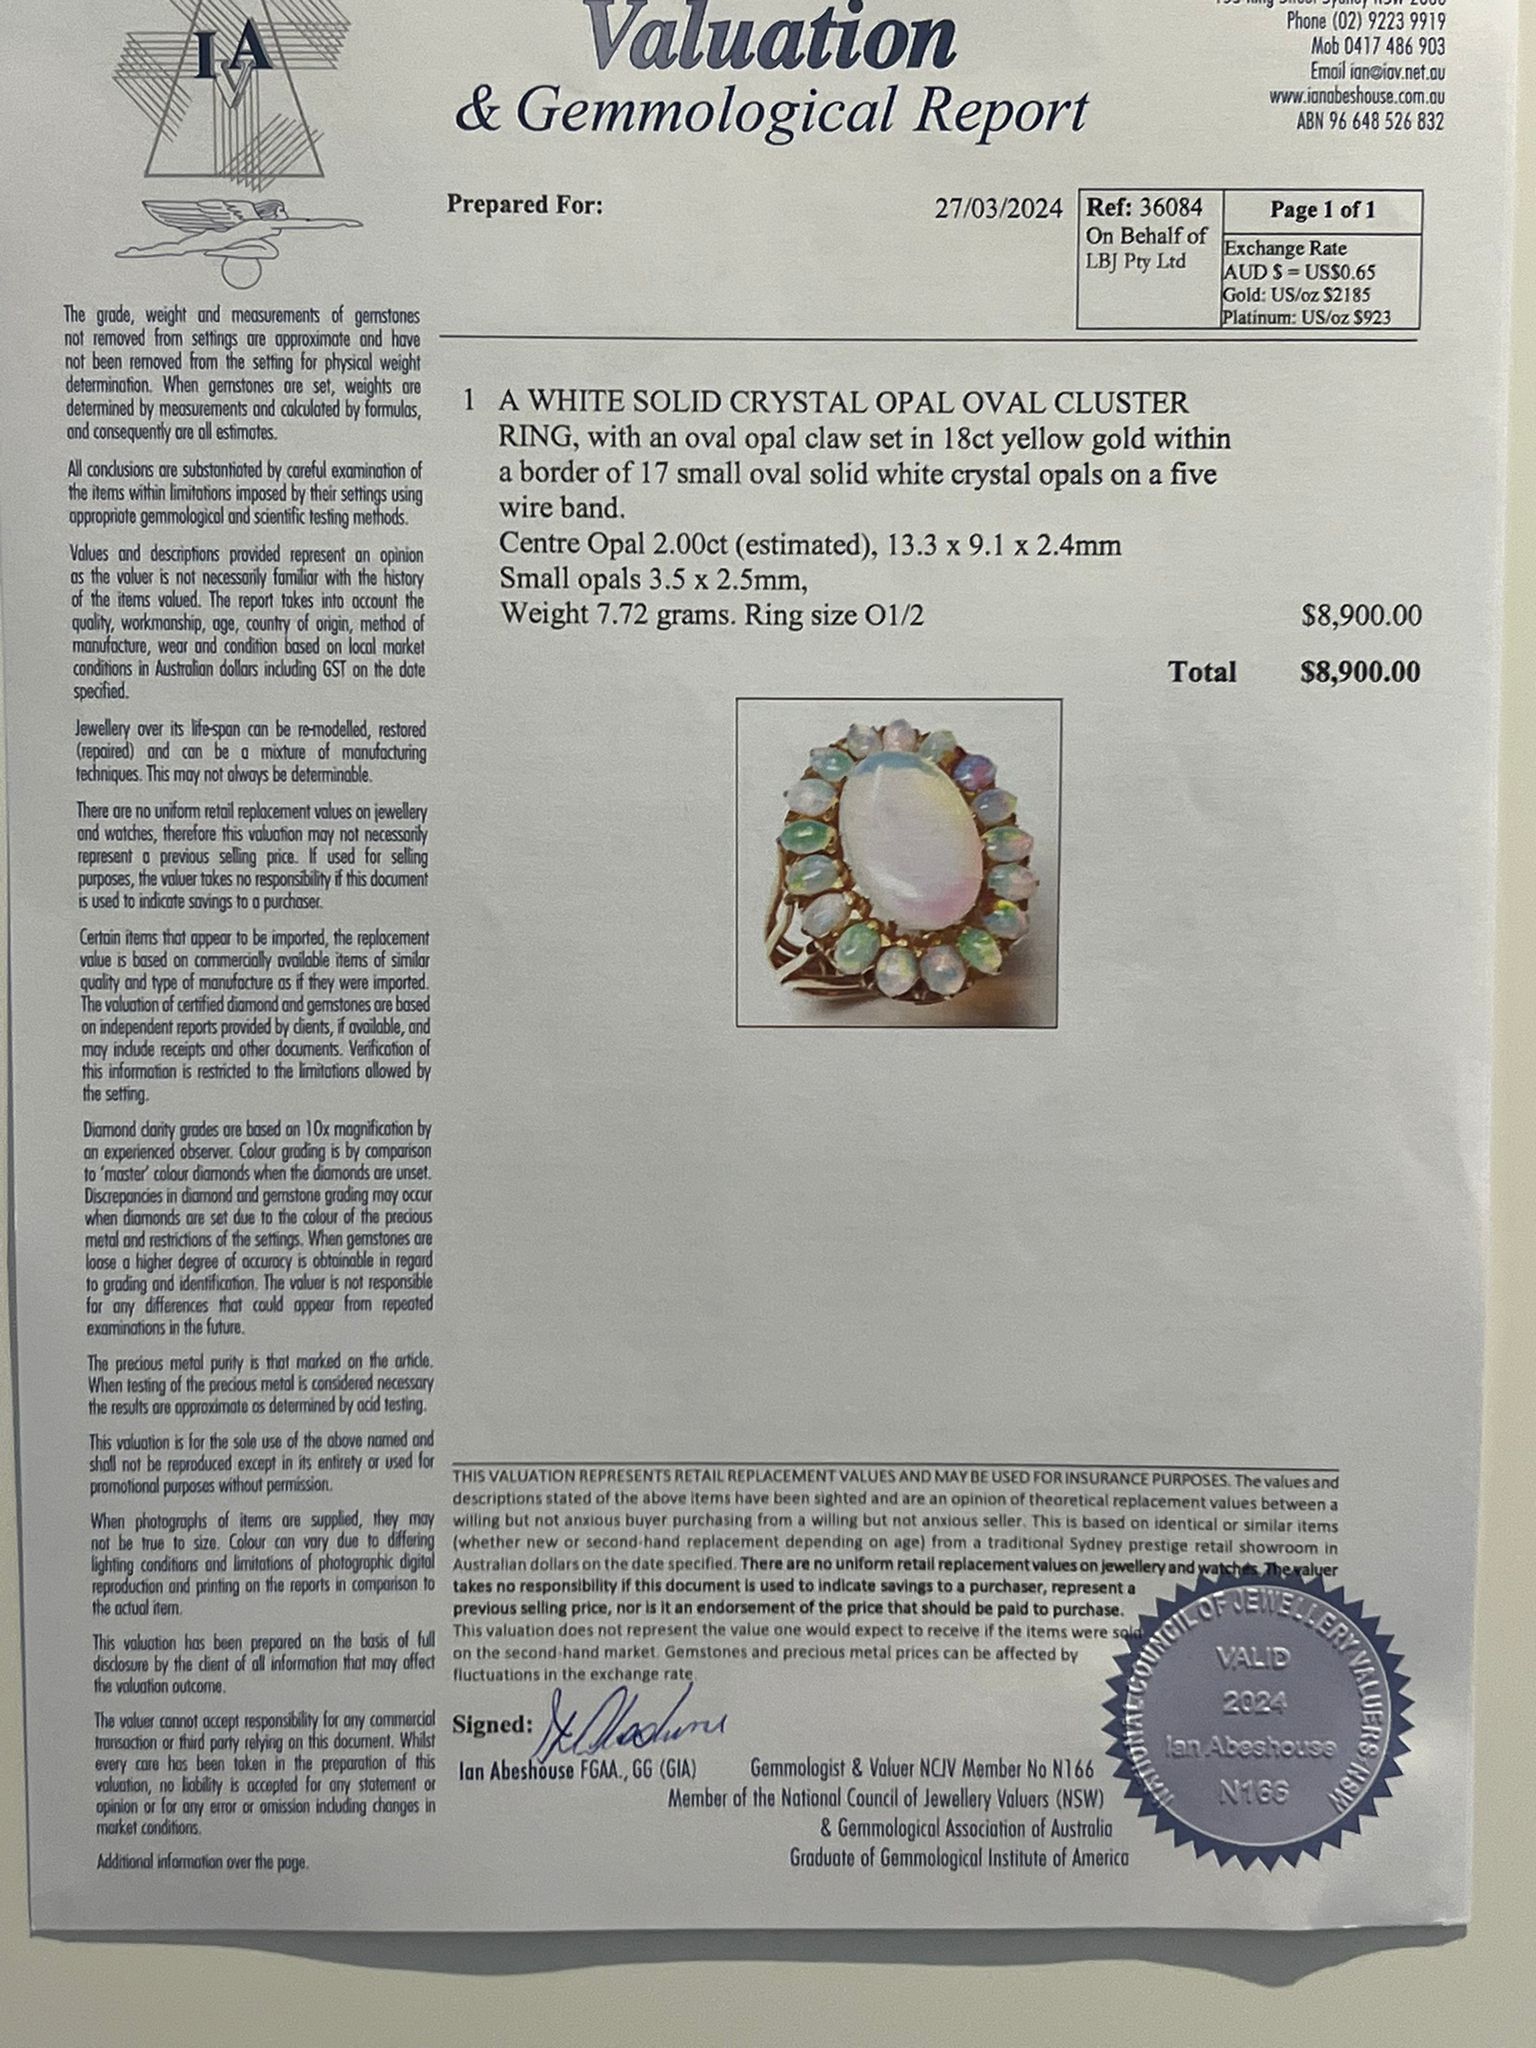 IVA
Valuation
& Gemmological Report
Phone (02) 9223 9919
Mob 0417 486 903
Email ian@iav.net.au
www.ianabeshouse.com.au
ABN 96 648 526 832
Prepared For:
27/03/2024
Ref: 36084
On Behalf of
LBJ Pty Ltd
Page 1 of 1
Exchange Rate
AUD $ = US$0.65
Gold: US/oz $2185
Platinum: US/oz $923
The grade, weight and measurements of gemstones
not removed from settings are approximate and have
not been removed from the setting for physical weight
determination. When gemstones are set, weights are
determined by measurements and calculated by formulas,
and consequently are all estimates.
All conclusions are substantiated by careful examination of
the items within limitations imposed by their settings using
appropriate gemmological and scientific testing methods.
Values and descriptions provided represent an opinion
as the valuer is not necessarily familiar with the history
of the items valued. The report takes into account the
quality, workmanship, age, country of origin, method of
manufacture, wear and condition based on local market
conditions in Australian dollars including GST on the date
specified.
Jewellery over its life-span can be re-modelled, restored
(repaired) and can be a mixture of manufacturing
techniques. This may not always be determinable.
There are no uniform retail replacement values on jewellery
and watches, therefore this valuation may not necessarily
represent a previous selling price. If used for selling
purposes, the valuer takes no responsibility if this document
is used to indicate savings to a purchaser.
Certain items that appear to be imported, the replacement
value is based on commercially available items of similar
quality and type of manufacture as if they were imported.
The valuation of certified diamond and gemstones are based
on independent reports provided by clients, if available, and
may include receipts and other documents. Verification of
this information is restricted to the limitations allowed by
the setting.
Diamond clarity grades are based on 10x magnification by
an experienced observer. Colour grading is by comparison
to 'master' colour diamonds when the diamonds are unset.
Discrepancies in diamond and gemstone grading may occur
when diamonds are set due to the colour of the precious
metal and restrictions of the settings. When gemstones are
loose a higher degree of accuracy is obtainable in regard
to grading and identification. The valuer is not responsible
for any differences that could appear from repeated
examinations in the future.
The precious metal purity is that marked on the article.
When testing of the precious metal is considered necessary
the results are approximate as determined by acid testing.
This valuation is for the sole use of the above named and
shall not be reproduced except in its entirety or used for
promotional purposes without permission.
When photographs of items are supplied, they may
not be true to size. Colour can vary due to differing
lighting conditions and limitations of photographic digital
reproduction and printing on the reports in comparison to
the actual item.
This valuation has been prepared on the basis of full
disclosure by the client of all information that may affect
the valuation outcome.
The valuer cannot accept responsibility for any commercial
transaction or third party relying on this document. Whilst
every care has been taken in the preparation of this
valuation, no liability is accepted for any statement or
opinion or for any error or omission including changes in
market conditions.
Additional information over the page.
1 A WHITE SOLID CRYSTAL OPAL OVAL CLUSTER
RING, with an oval opal claw set in 18ct yellow gold within
a border of 17 small oval solid white crystal opals on a five
wire band.
Centre Opal 2.00ct (estimated), 13.3 x 9.1 x 2.4mm
Small opals 3.5 x 2.5mm,
Weight 7.72 grams. Ring size O1/2 $8,900.00
Total $8,900.00
THIS VALUATION REPRESENTS RETAIL REPLACEMENT VALUES AND MAY BE USED FOR INSURANCE PURPOSES. The values and
descriptions stated of the above items have been sighted and are an opinion of theoretical replacement values between a
willing but not anxious buyer purchasing from a willing but not anxious seller. This is based on identical or similar items
(whether new or second-hand replacement depending on age) from a traditional Sydney prestige retail showroom in
Australian dollars on the date specified. There are no uniform retail replacement values on jewellery and watches. The valuer
takes no responsibility if this document is used to indicate savings to a purchaser, represent a
previous selling price, nor is it an endorsement of the price that should be paid to purchase.
This valuation does not represent the value one would expect to receive if the items were sold
on the second-hand market. Gemstones and precious metal prices can be affected by
fluctuations in the exchange rate.
Signed:
Ian Abeshouse FGAA., GG (GIA) Gemmologist & Valuer NCJV Member No N166
Member of the National Council of Jewellery Valuers (NSW)
& Gemmological Association of Australia
Graduate of Gemmological Institute of America
NATIONAL COUNCIL OF JEWELLERY VALUERS NSW
VALID
2024
Ian Abeshouse
N166